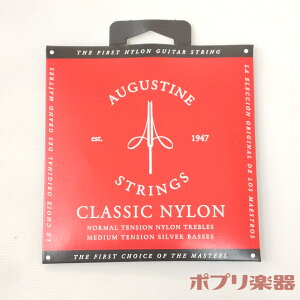 THE FIRST NYLON GUITAR STRING
LE CHOIX ORIGINAL DES GRAND MAÎTRES
LA ELECCION ORIGINAL DE LOS MAESTROS
AUGUSTINE
est.
1947
STRINGS
CLASSIC NYLON
NORMAL TENSION NYLON TREBLES
MEDIUM TENSION SILVER BASSES
THE FIRST CHOICE OF THE MASTERS
ポプリ楽器